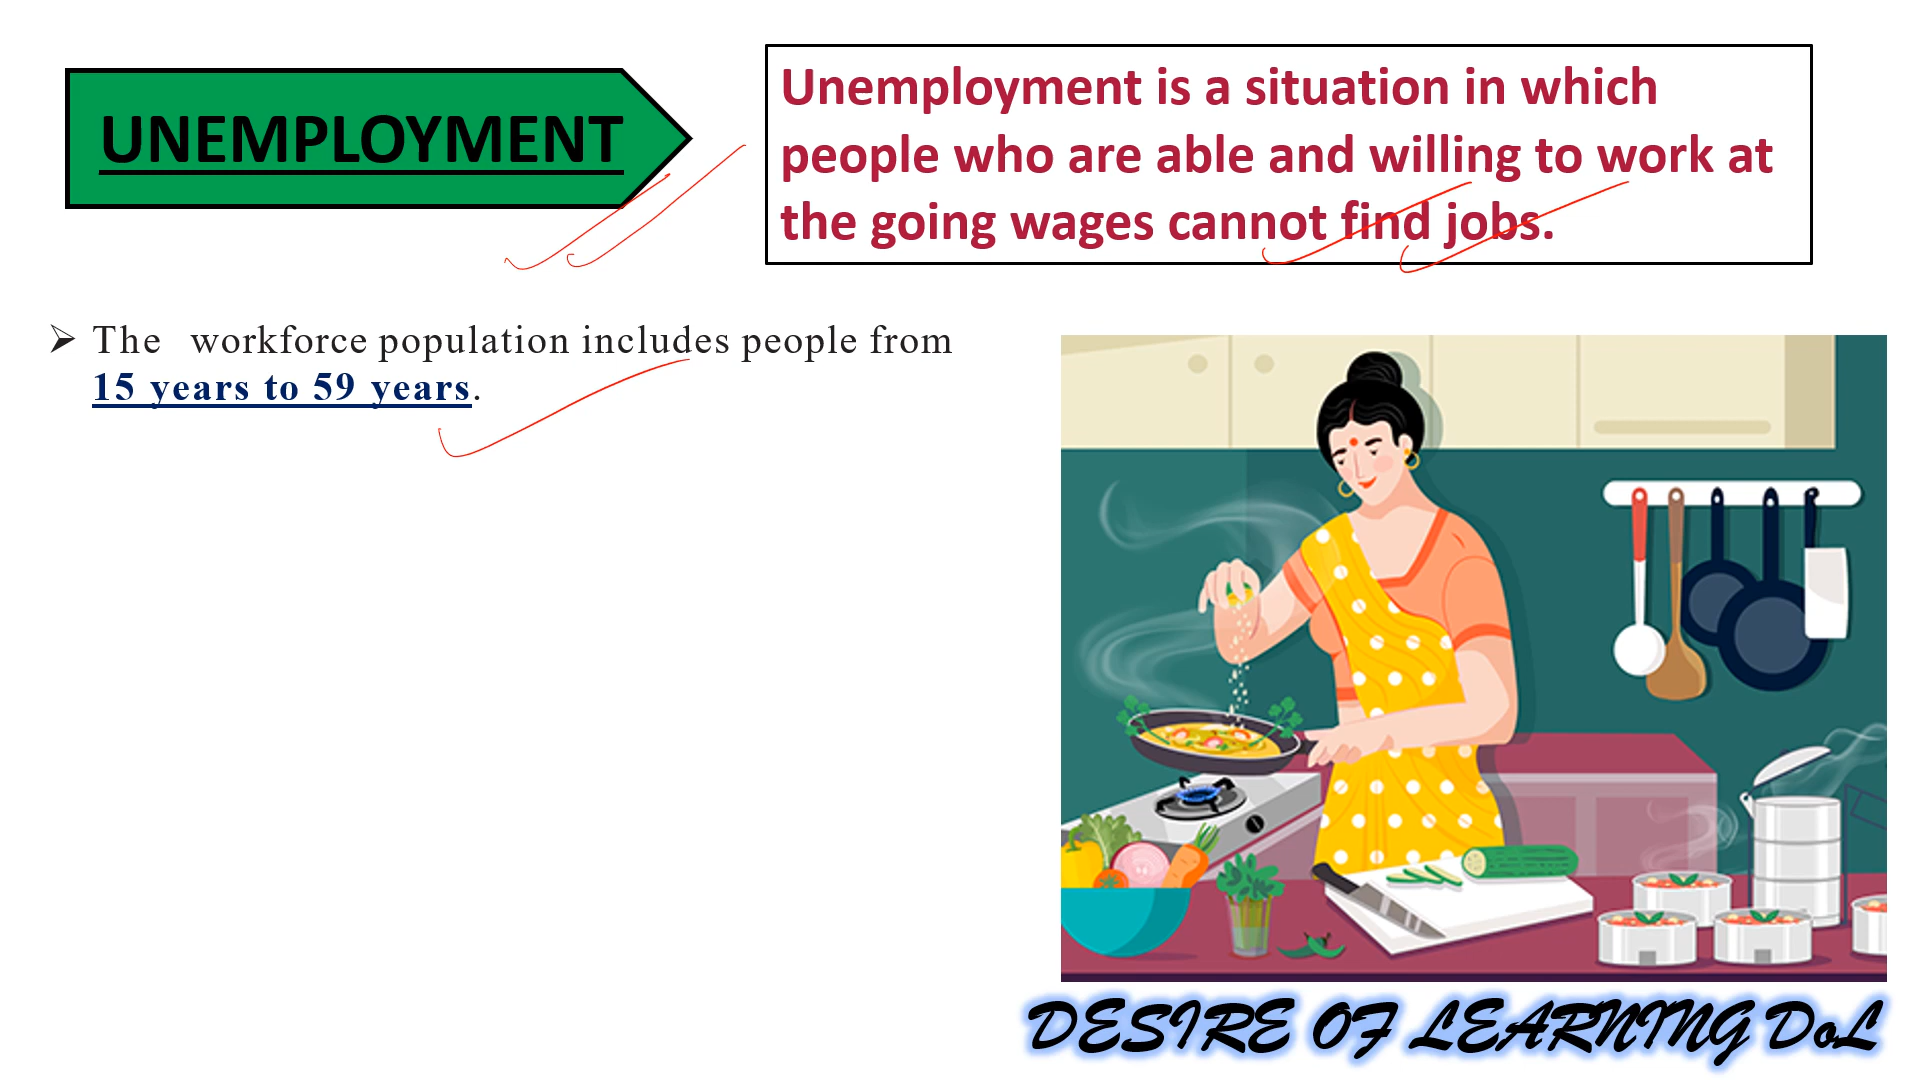 UNEMPLOYMENT
Unemployment is a situation in which
people who are able and willing to work at
the going wages cannot find jobs.
➢ The workforce population includes people from
15 years to 59 years.
DESIRE OF LEARNING DoL